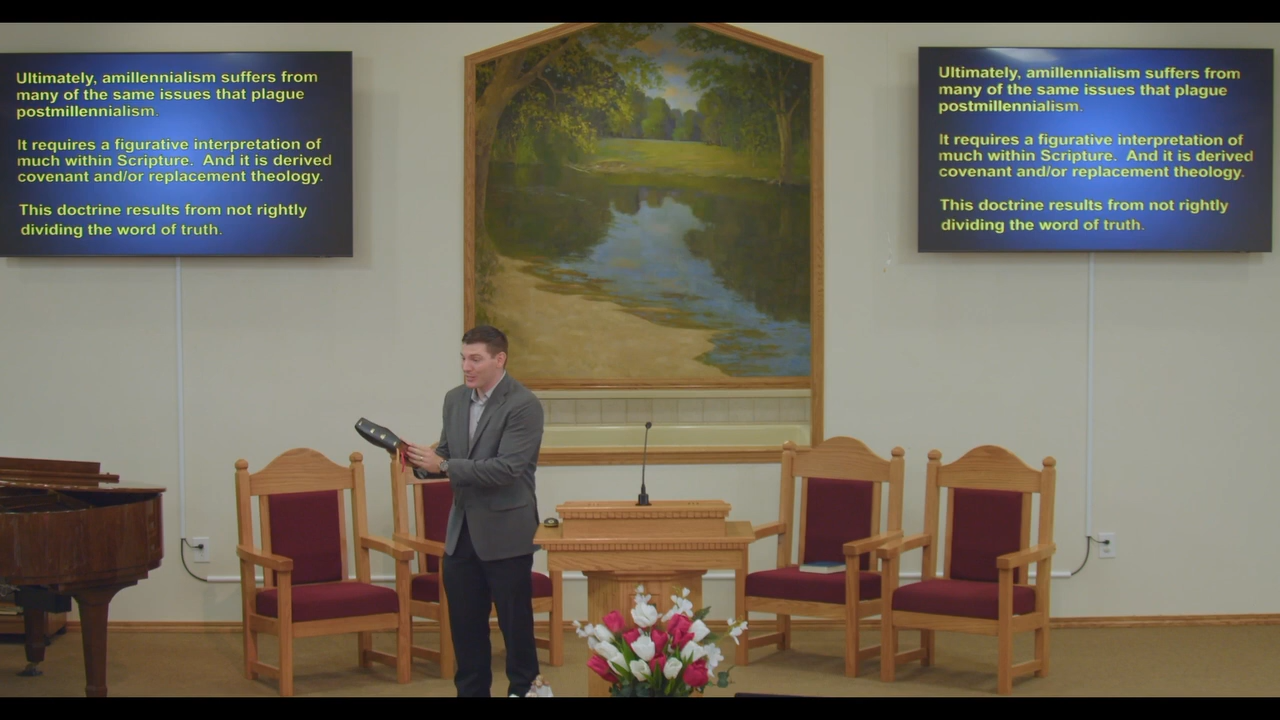 Ultimately, amillennialism suffers from
many of the same issues that plague
postmillennialism.
It requires a figurative interpretation of
much within Scripture. And it is derived
covenant and/or replacement theology.
This doctrine results from not rightly
dividing the word of truth.
Ultimately, amillennialism suffers from
many of the same issues that plague
postmillennialism.
It requires a figurative interpretation of
much within Scripture. And it is derived
covenant and/or replacement theology.
This doctrine results from not rightly
dividing the word of truth.